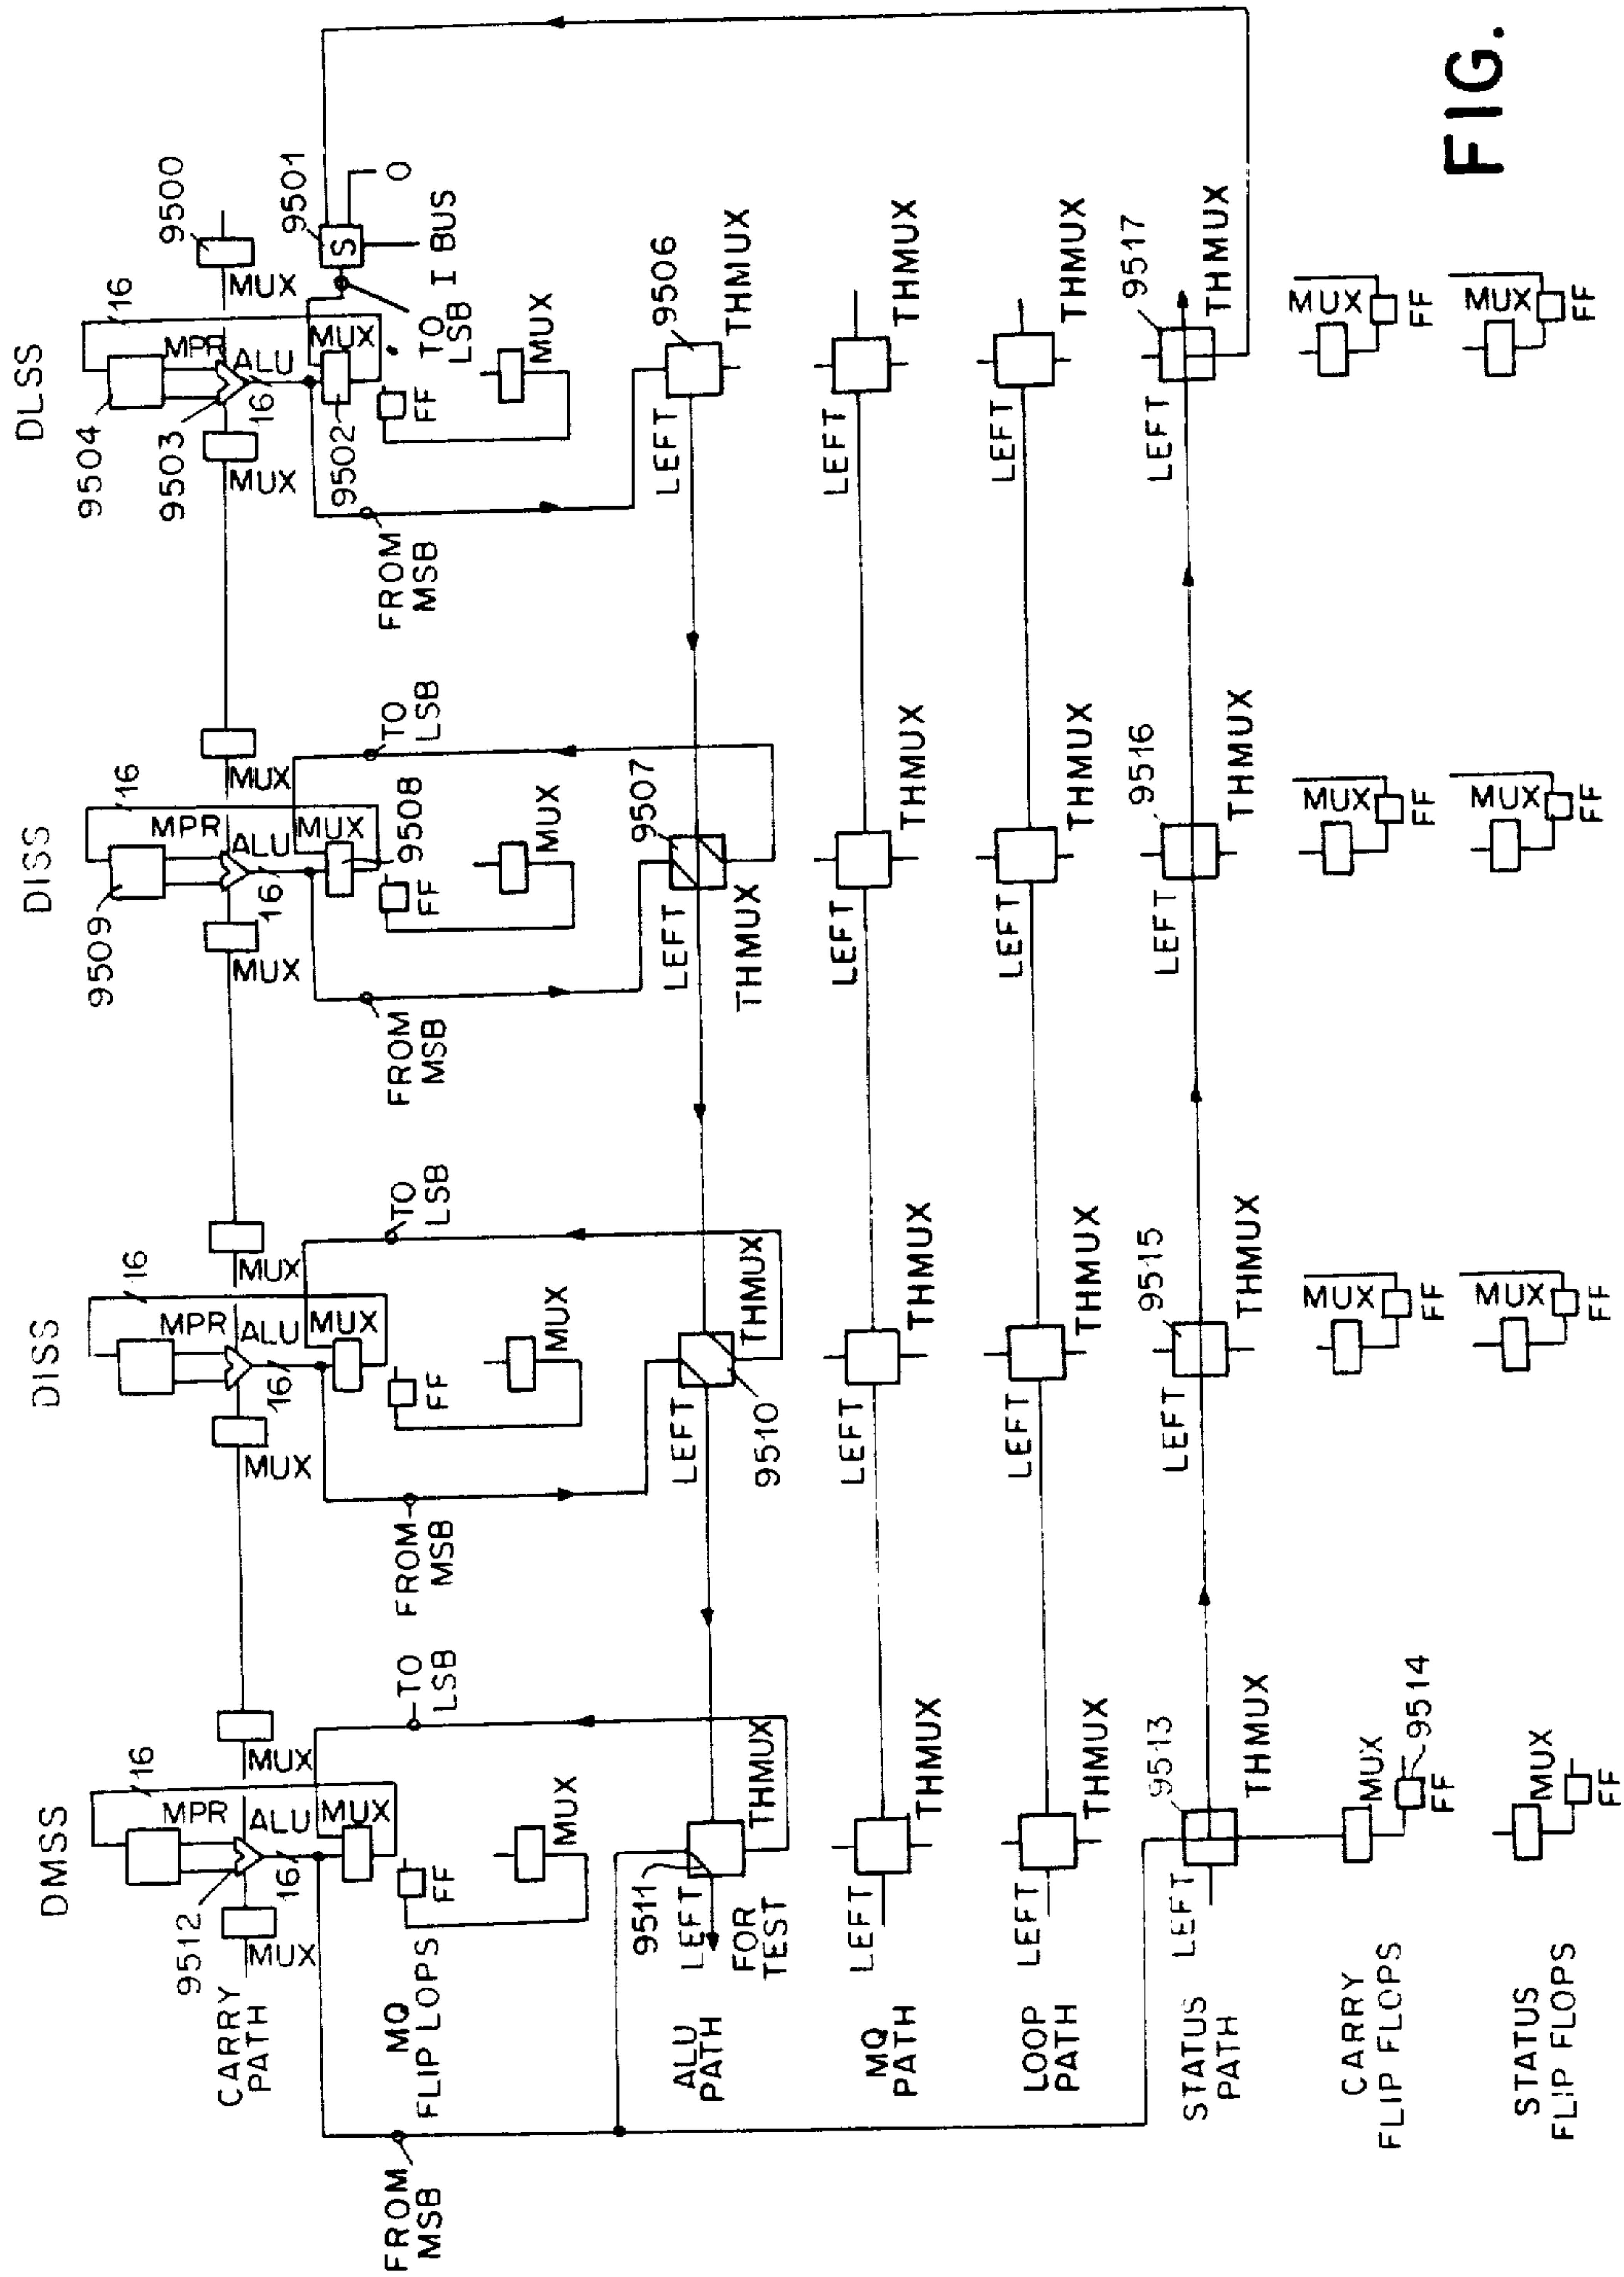 DMSS
DISS
DISS
DLSS
9512
MPR
16
ALU
MUX
MUX
MUX
16
FF
MUX
FROM
MSB
TO
LSB
MPR
16
ALU
MUX
MUX
MUX
16
FF
MUX
FROM
MSB
TO
LSB
9509
MPR
16
ALU
MUX
MUX
MUX
16
9508
FF
MUX
FROM
MSB
TO
LSB
9504
9503
MPR
16
ALU
MUX
MUX
MUX
16
9502
9500
9501
S
O
I BUS
TO
LSB
FF
MUX
FROM
MSB
CARRY
PATH
MQ
FLIP FLOPS
ALU
PATH
9511
LEFT
FOR
TEST
THMUX
LEFT
9510
THMUX
LEFT
9507
THMUX
LEFT
9506
THMUX
MQ
PATH
LEFT
THMUX
LEFT
THMUX
LEFT
THMUX
LEFT
THMUX
LOOP
PATH
LEFT
THMUX
LEFT
THMUX
LEFT
THMUX
LEFT
THMUX
STATUS
PATH
LEFT
9513
THMUX
LEFT
9515
THMUX
LEFT
9516
THMUX
LEFT
9517
THMUX
CARRY
FLIP FLOPS
MUX
9514
FF
MUX
FF
MUX
FF
MUX
FF
STATUS
FLIP FLOPS
MUX
FF
MUX
FF
MUX
FF
MUX
FF
FIG.